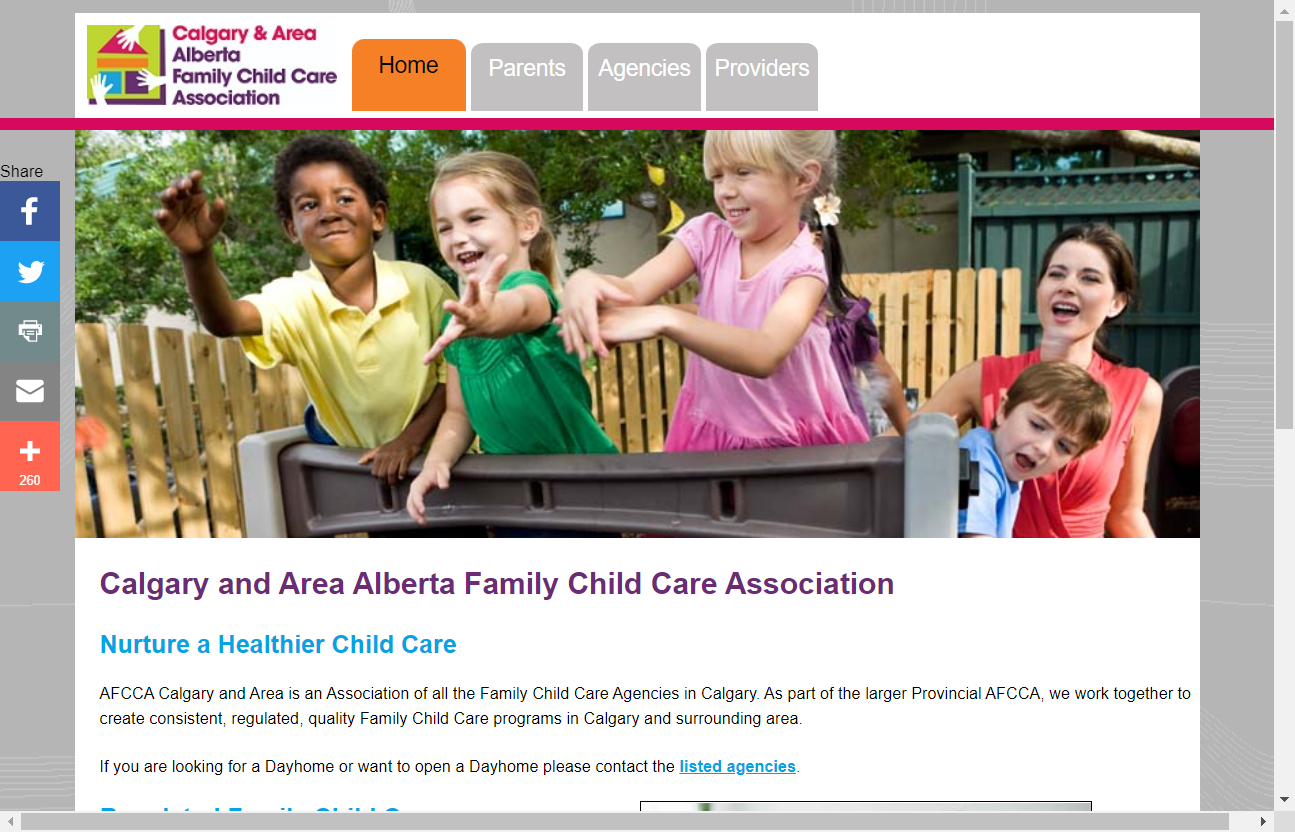 Calgary & Area
Alberta
Family Child Care
Association
Home
Parents
Agencies
Providers
Share
260
Calgary and Area Alberta Family Child Care Association
Nurture a Healthier Child Care
AFCCA Calgary and Area is an Association of all the Family Child Care Agencies in Calgary. As part of the larger Provincial AFCCA, we work together to
create consistent, regulated, quality Family Child Care programs in Calgary and surrounding area.
If you are looking for a Dayhome or want to open a Dayhome please contact the listed agencies.